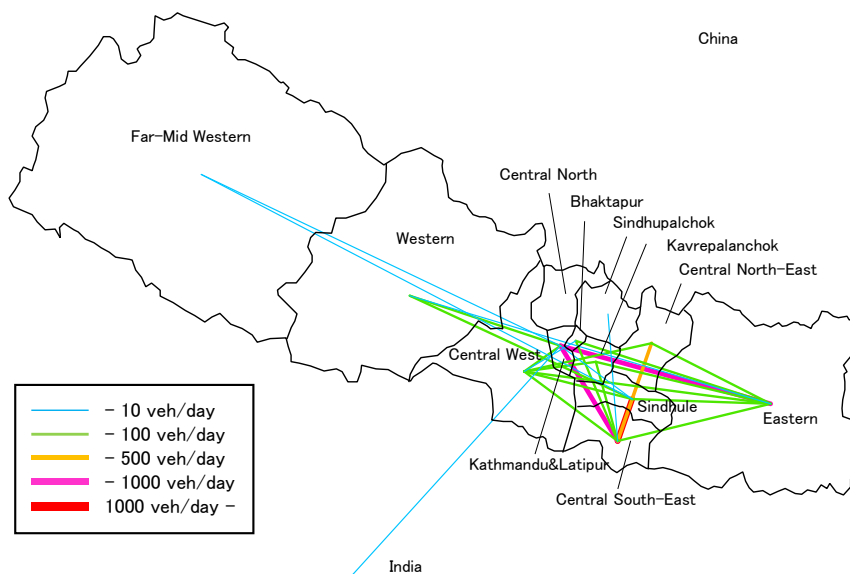 China
Far-Mid Western
Central North
Bhaktapur
Sindhupalchok
Kavrepalanchok
Western
Central North-East
Central West
Sindhule
Eastern
Kathmandu&Latipur
Central South-East
India
- 10 veh/day
- 100 veh/day
- 500 veh/day
- 1000 veh/day
1000 veh/day -